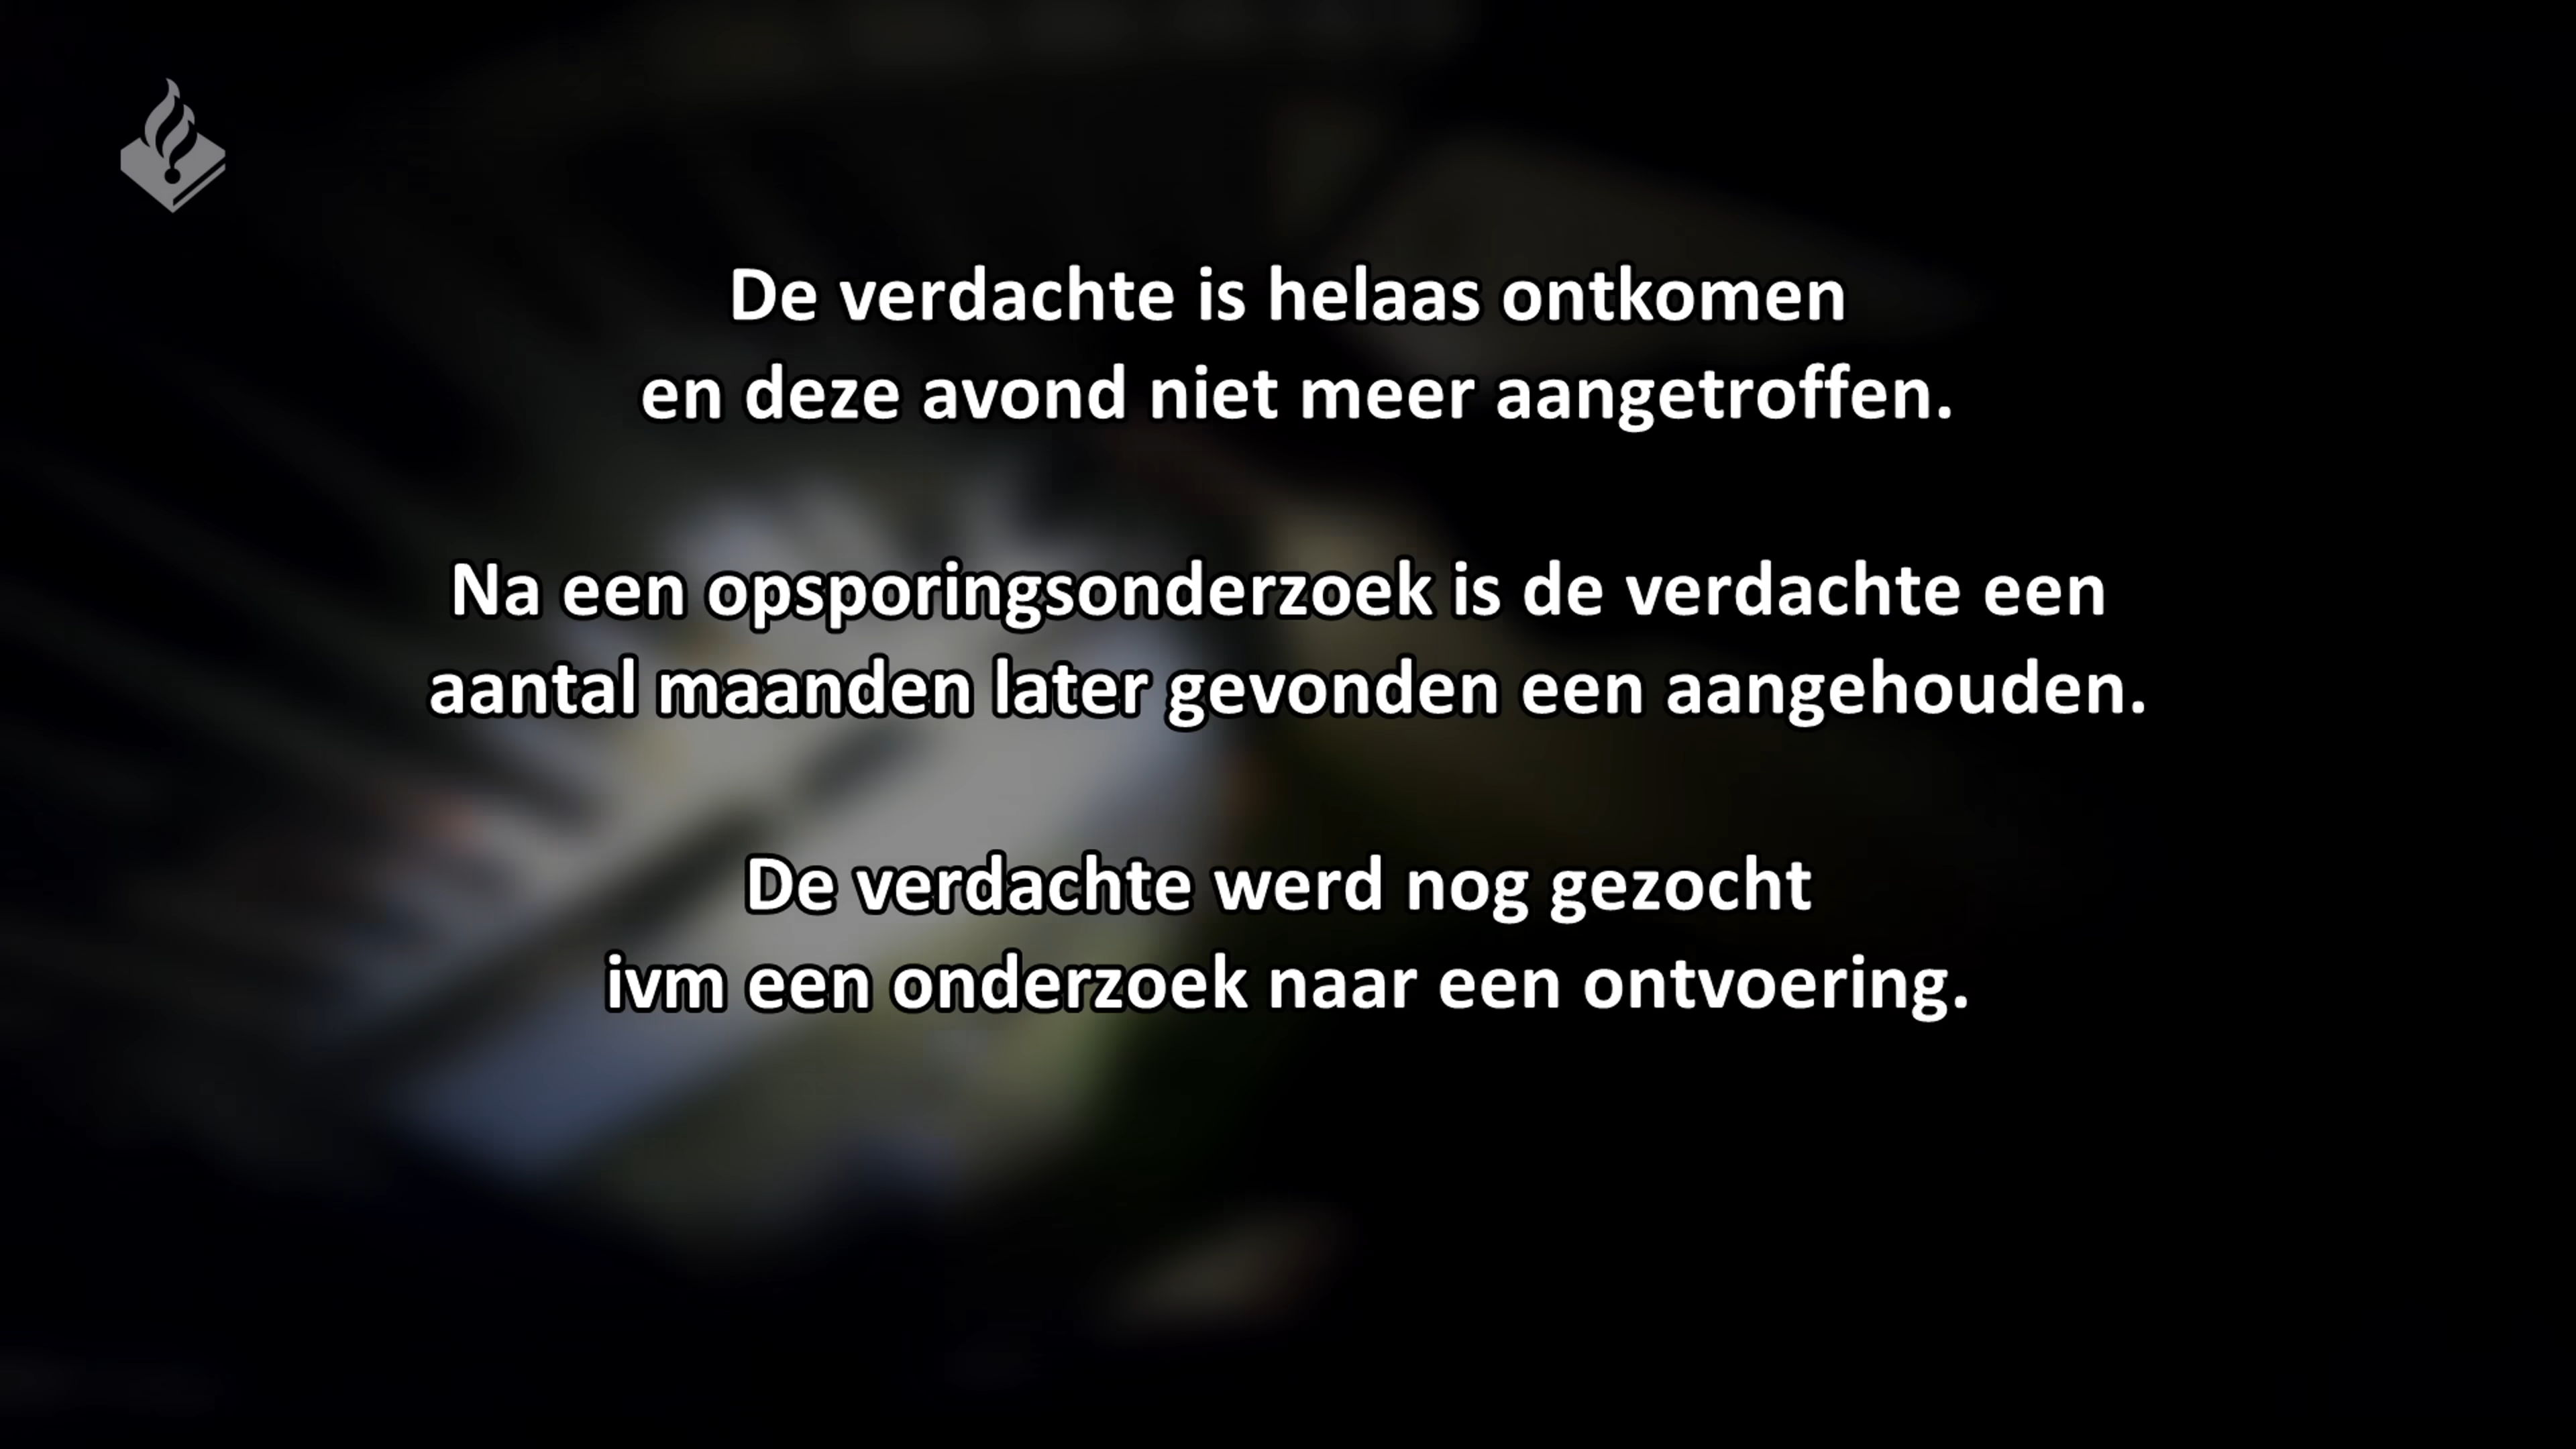 De verdachte is helaas ontkomen
en deze avond niet meer aangetroffen.
Na een opsporingsonderzoek is de verdachte een
aantal maanden later gevonden een aangehouden.
De verdachte werd nog gezocht
ivm een onderzoek naar een ontvoering.